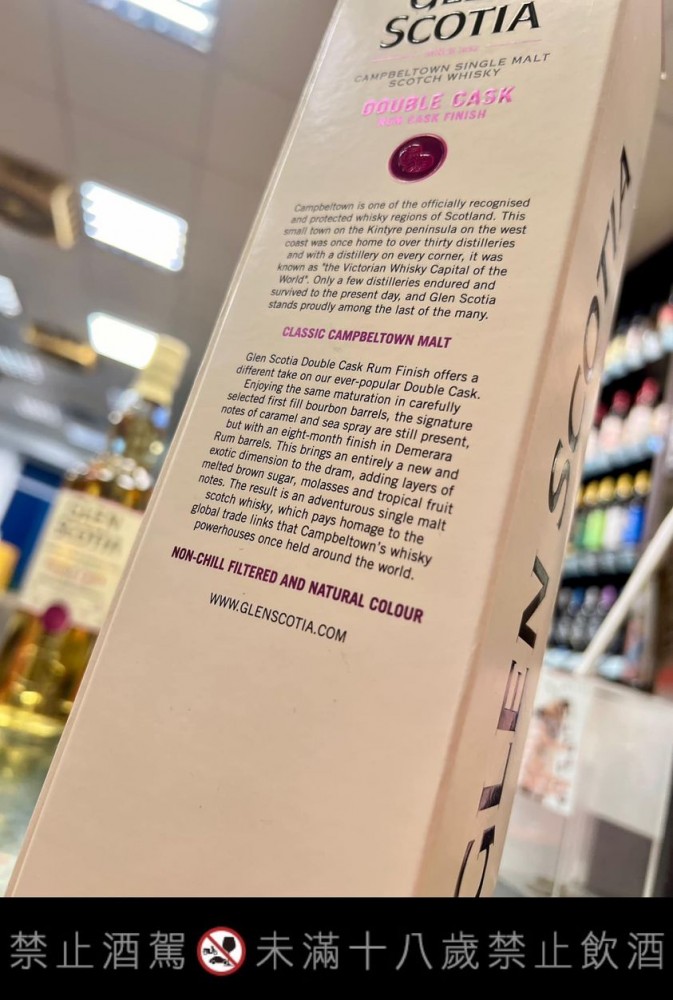 GLEN
SCOTIA
CAMPBELTOWN SINGLE MALT
SCOTCH WHISKY
DOUBLE CASK
RUM CASK FINISH
Campbeltown is one of the officially recognised
and protected whisky regions of Scotland. This
small town on the Kintyre peninsula on the west
coast was once home to over thirty distilleries
and with a distillery on every corner, it was
known as "the Victorian Whisky Capital of the
World". Only a few distilleries endured and
survived to the present day, and Glen Scotia
stands proudly among the last of the many.
CLASSIC CAMPBELTOWN MALT
Glen Scotia Double Cask Rum Finish offers a
different take on our ever-popular Double Cask.
Enjoying the same maturation in carefully
selected first fill bourbon barrels, the signature
notes of caramel and sea spray are still present,
but with an eight-month finish in Demerara
Rum barrels. This brings an entirely a new and
exotic dimension to the dram, adding layers of
melted brown sugar, molasses and tropical fruit
notes. The result is an adventurous single malt
scotch whisky, which pays homage to the
global trade links that Campbeltown's whisky
powerhouses once held around the world.
NON-CHILL FILTERED AND NATURAL COLOUR
WWW.GLENSCOTIA.COM
GLEN SCOTIA
GLEN
SCOTIA
禁止酒駕 未滿十八歲禁止飲酒